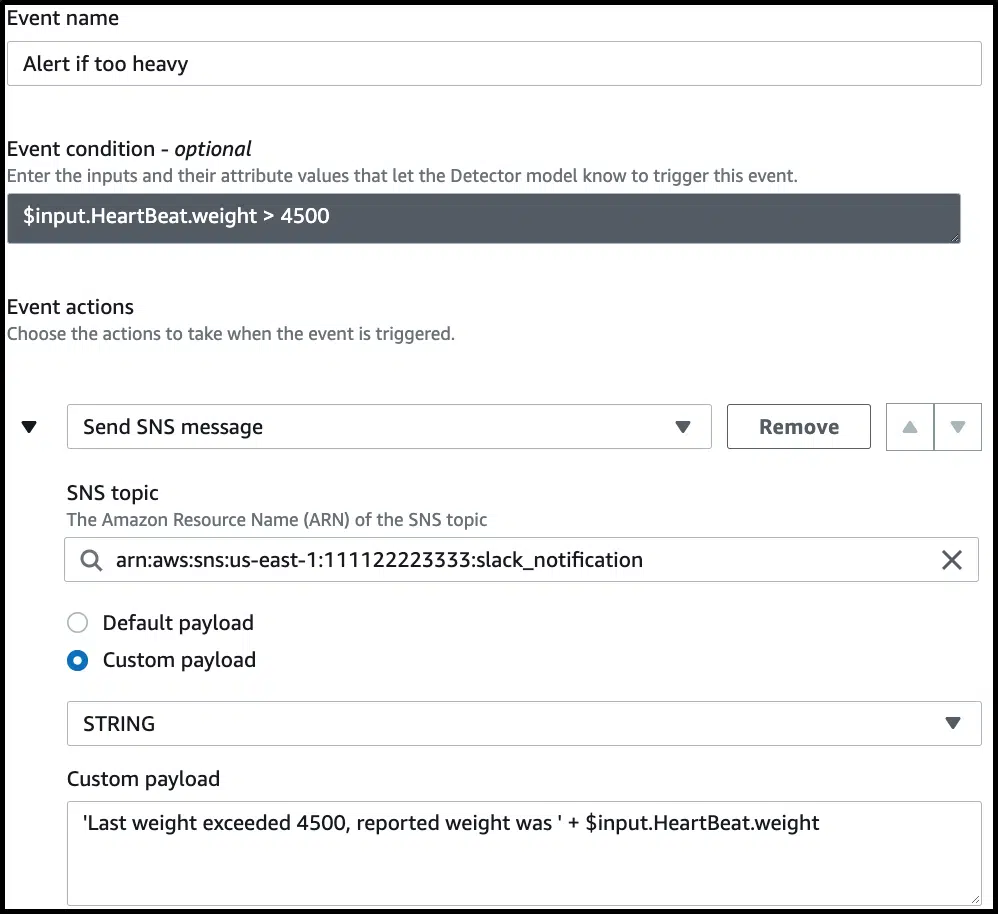 Event name
Alert if too heavy
Event condition - optional
Enter the inputs and their attribute values that let the Detector model know to trigger this event.
$input.HeartBeat.weight > 4500
Event actions
Choose the actions to take when the event is triggered.
Send SNS message
Remove
SNS topic
The Amazon Resource Name (ARN) of the SNS topic
arn:aws:sns:us-east-1:111122223333:slack_notification
Default payload
Custom payload
STRING
Custom payload
'Last weight exceeded 4500, reported weight was ' + $input.HeartBeat.weight